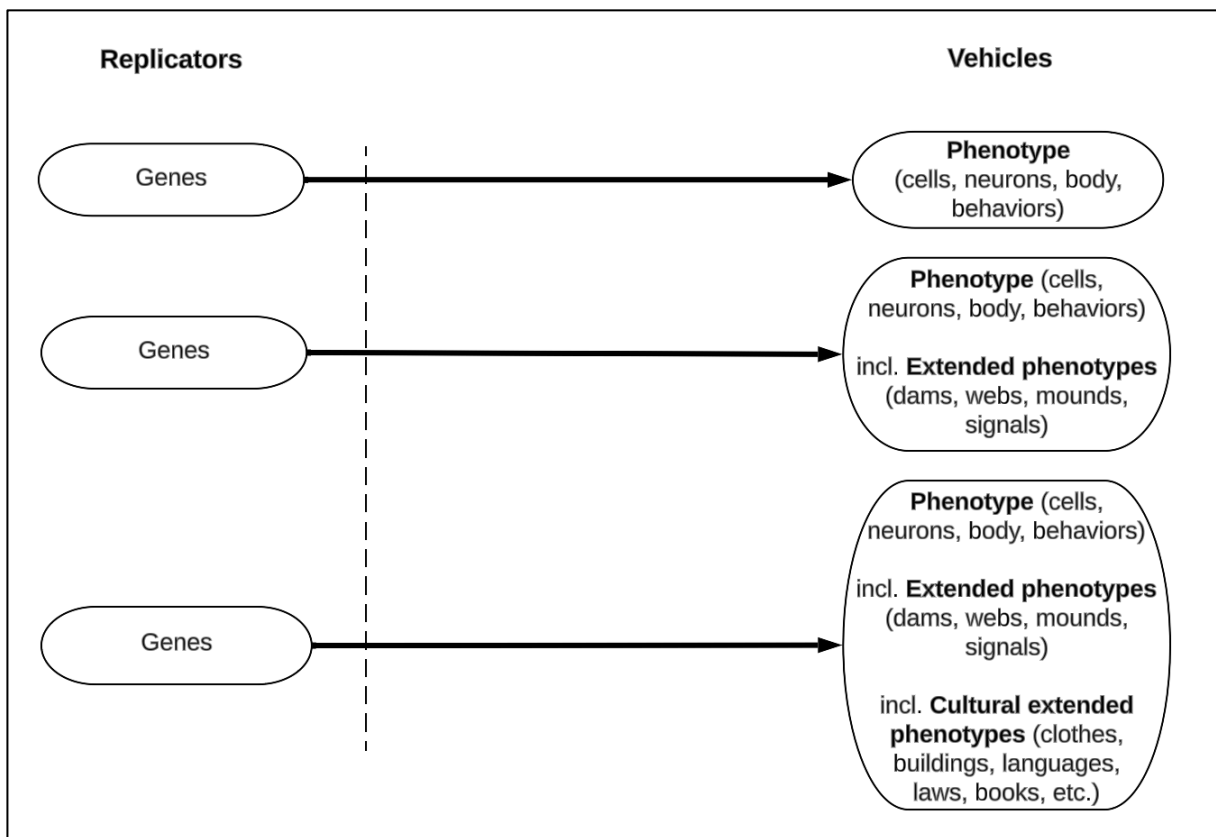 Replicators
Vehicles
Genes
Phenotype
(cells, neurons, body,
behaviors)
Genes
Phenotype (cells,
neurons, body, behaviors)
incl. Extended phenotypes
(dams, webs, mounds,
signals)
Genes
Phenotype (cells,
neurons, body, behaviors)
incl. Extended phenotypes
(dams, webs, mounds,
signals)
incl. Cultural extended
phenotypes (clothes,
buildings, languages,
laws, books, etc.)